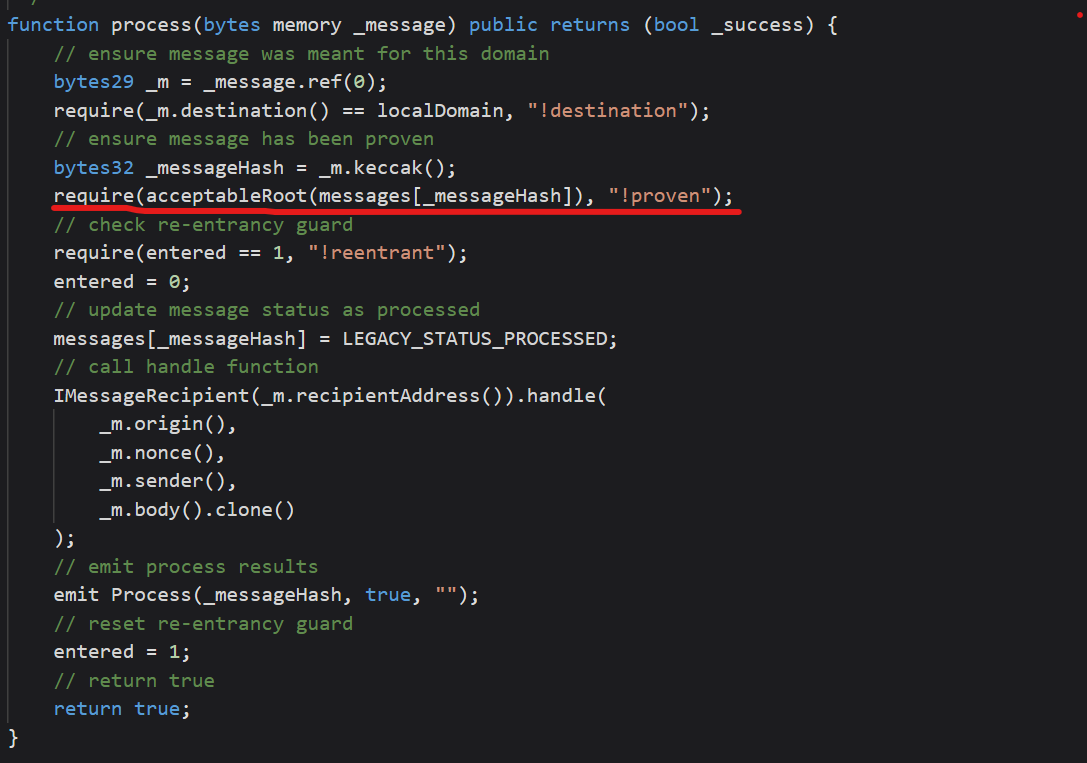 function process(bytes memory _message) public returns (bool _success) {
// ensure message was meant for this domain
bytes29 _m = _message.ref(0);
require(_m.destination() == localDomain, "!destination");
// ensure message has been proven
bytes32 _messageHash = _m.keccak();
require(acceptableRoot(messages[_messageHash]), "!proven");
// check re-entrancy guard
require(entered == 1, "!reentrant");
entered = 0;
// update message status as processed
messages[_messageHash] = LEGACY_STATUS_PROCESSED;
// call handle function
IMessageRecipient(_m.recipientAddress()).handle(
_m.origin(),
_m.nonce(),
_m.sender(),
_m.body().clone()
);
// emit process results
emit Process(_messageHash, true, "");
// reset re-entrancy guard
entered = 1;
// return true
return true;
}